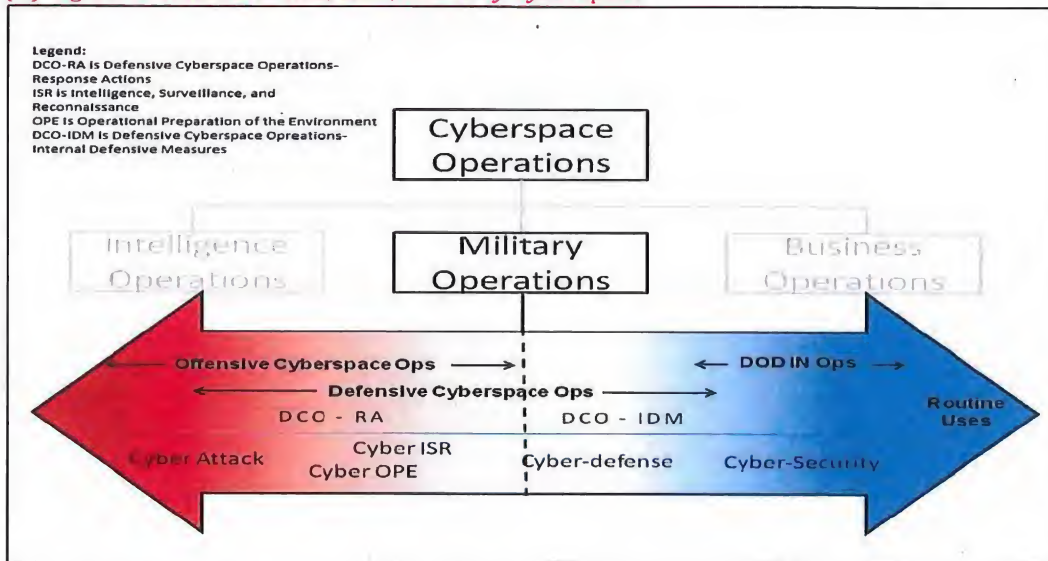 Legend:
DCO-RA is Defensive Cyberspace Operations-
Response Actions
ISR is Intelligence, Surveillance, and
Reconnaissance
OPE is Operational Preparation of the Environment
DCO-IDM is Defensive Cyberspace Opreations-
Internal Defensive Measures
Cyberspace
Operations
Intelligence
Operations
Military
Operations
Business
Operations
Offensive Cyberspace Ops
DOD IN Ops
Defensive Cyberspace Ops
Routine
Uses
DCO - RA
DCO - IDM
Cyber Attack
Cyber ISR
Cyber OPE
Cyber-defense
Cyber-Security